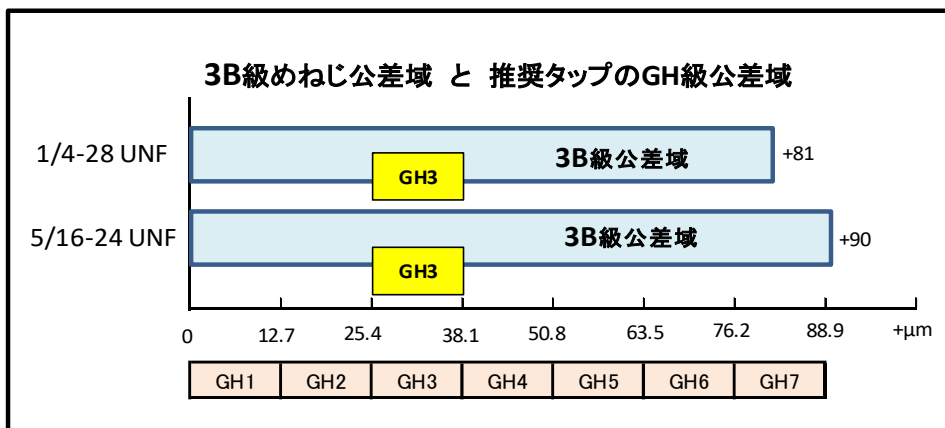 3B級めねじ公差域 と 推奨タップのGH級公差域
1/4-28 UNF
3B級公差域
+81
GH3
5/16-24 UNF
3B級公差域
+90
GH3
0 12.7 25.4 38.1 50.8 63.5 76.2 88.9 +μm
GH1 GH2 GH3 GH4 GH5 GH6 GH7